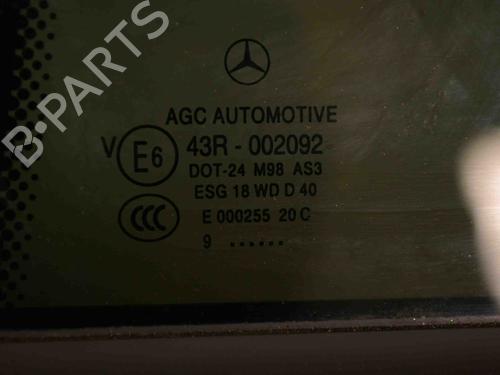 AGC AUTOMOTIVE
V E6 43R - 002092
DOT-24 M98 AS3
ESG 18 WD D 40
CCC E 000255 20 C
9 ......
B-PARTS